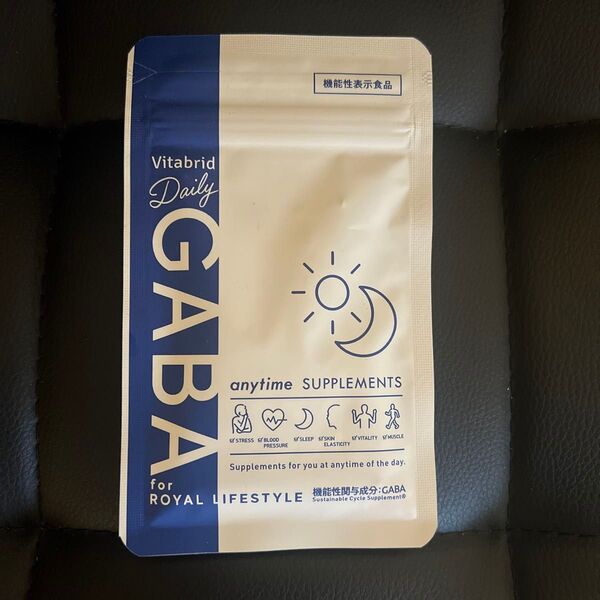 機能性表示食品
Vitabrid
Daily
GABA
for
ROYAL LIFESTYLE
anytime SUPPLEMENTS
STRESS
BLOOD PRESSURE
SLEEP
SKIN ELASTICITY
VITALITY
MUSCLE
Supplements for you at anytime of the day.
機能性関与成分:GABA
Sustainable Cycle Supplement®